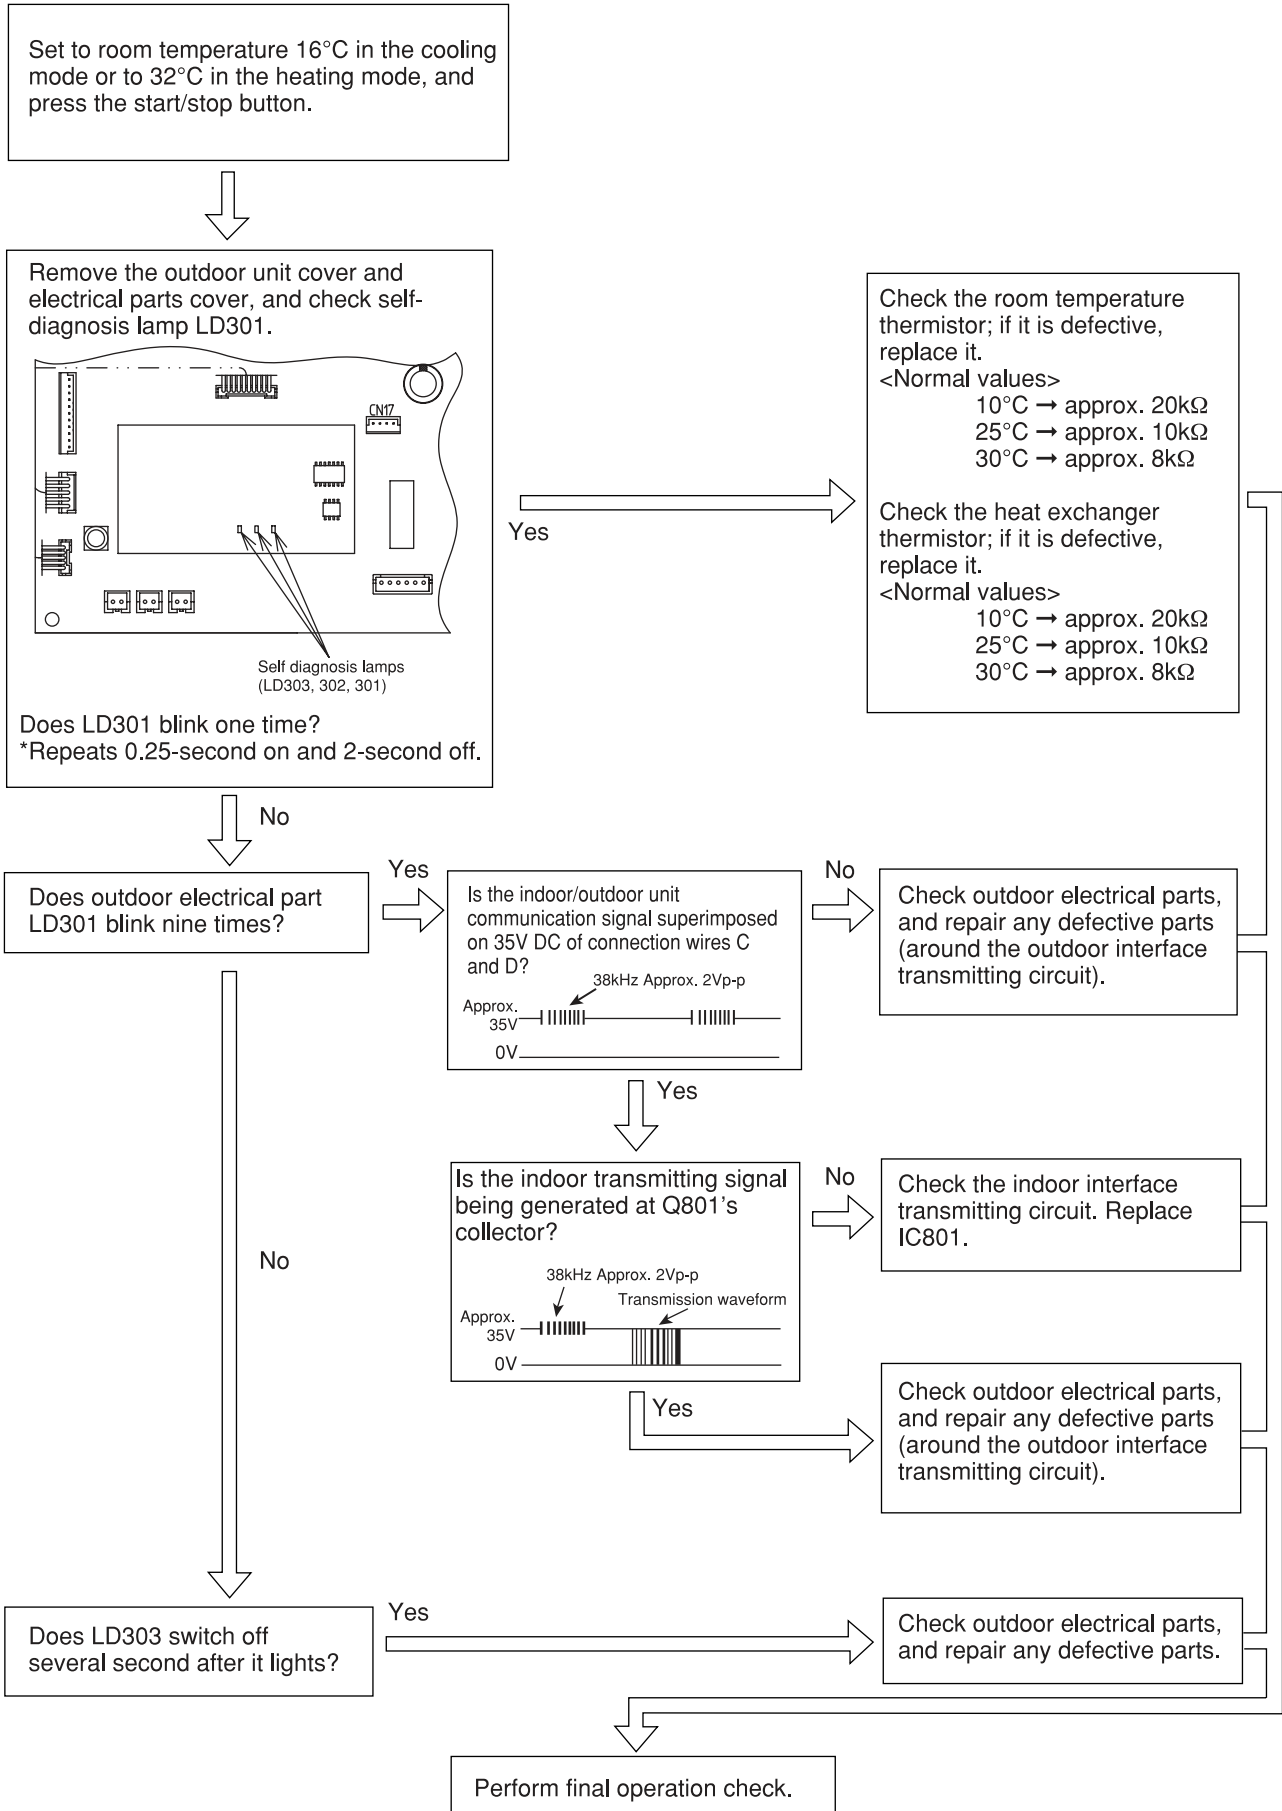 Set to room temperature 16°C in the cooling
mode or to 32°C in the heating mode, and
press the start/stop button.
Remove the outdoor unit cover and
electrical parts cover, and check self-
diagnosis lamp LD301.
CN17
Self diagnosis lamps
(LD303, 302, 301)
Does LD301 blink one time?
*Repeats 0.25-second on and 2-second off.
Yes
Check the room temperature
thermistor; if it is defective,
replace it.
<Normal values>
10°C → approx. 20kΩ
25°C → approx. 10kΩ
30°C → approx. 8kΩ
Check the heat exchanger
thermistor; if it is defective,
replace it.
<Normal values>
10°C → approx. 20kΩ
25°C → approx. 10kΩ
30°C → approx. 8kΩ
No
Does outdoor electrical part
LD301 blink nine times?
Yes
Is the indoor/outdoor unit
communication signal superimposed
on 35V DC of connection wires C
and D?
38kHz Approx. 2Vp-p
Approx.
35V
0V
No
Check outdoor electrical parts,
and repair any defective parts
(around the outdoor interface
transmitting circuit).
Yes
Is the indoor transmitting signal
being generated at Q801's
collector?
38kHz Approx. 2Vp-p
Transmission waveform
Approx.
35V
0V
No
Check the indoor interface
transmitting circuit. Replace
IC801.
Yes
Check outdoor electrical parts,
and repair any defective parts
(around the outdoor interface
transmitting circuit).
No
Does LD303 switch off
several second after it lights?
Yes
Check outdoor electrical parts,
and repair any defective parts.
Perform final operation check.